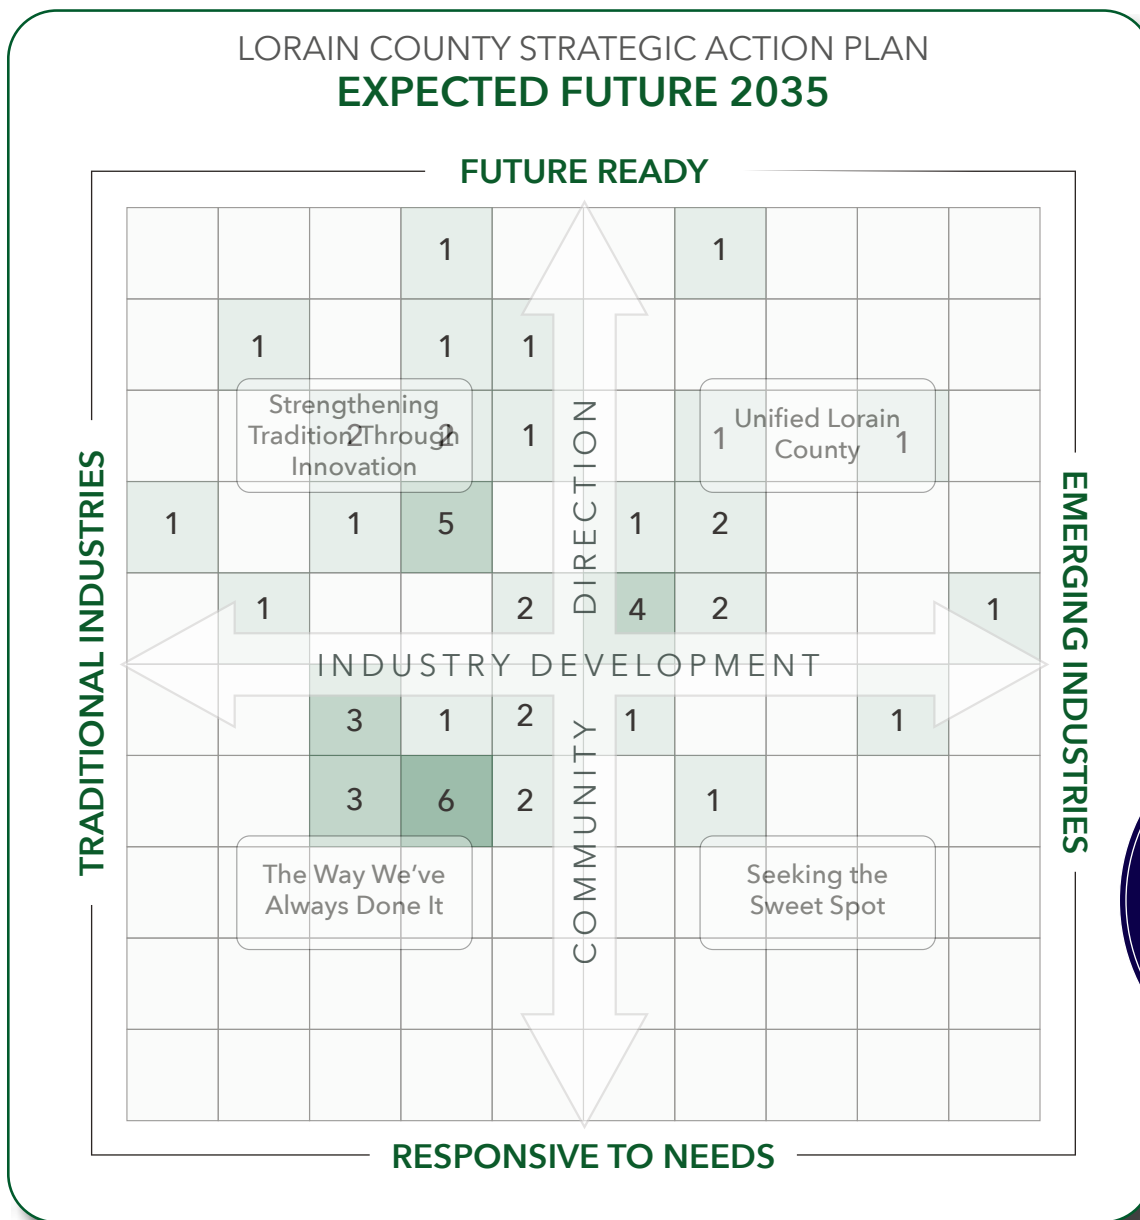 LORAIN COUNTY STRATEGIC ACTION PLAN
EXPECTED FUTURE 2035
FUTURE READY
1 1
1 1 1
Strengthening
Tradition Through
Innovation
2 2 1
Unified Lorain
County
1 1
1 1 5 1 2
1 2 4 2 1
TRADITIONAL INDUSTRIES
EMERGING INDUSTRIES
COMMUNITY DIRECTION
INDUSTRY DEVELOPMENT
3 1 2 1 1
3 6 2 1
The Way We've
Always Done It
Seeking the
Sweet Spot
RESPONSIVE TO NEEDS